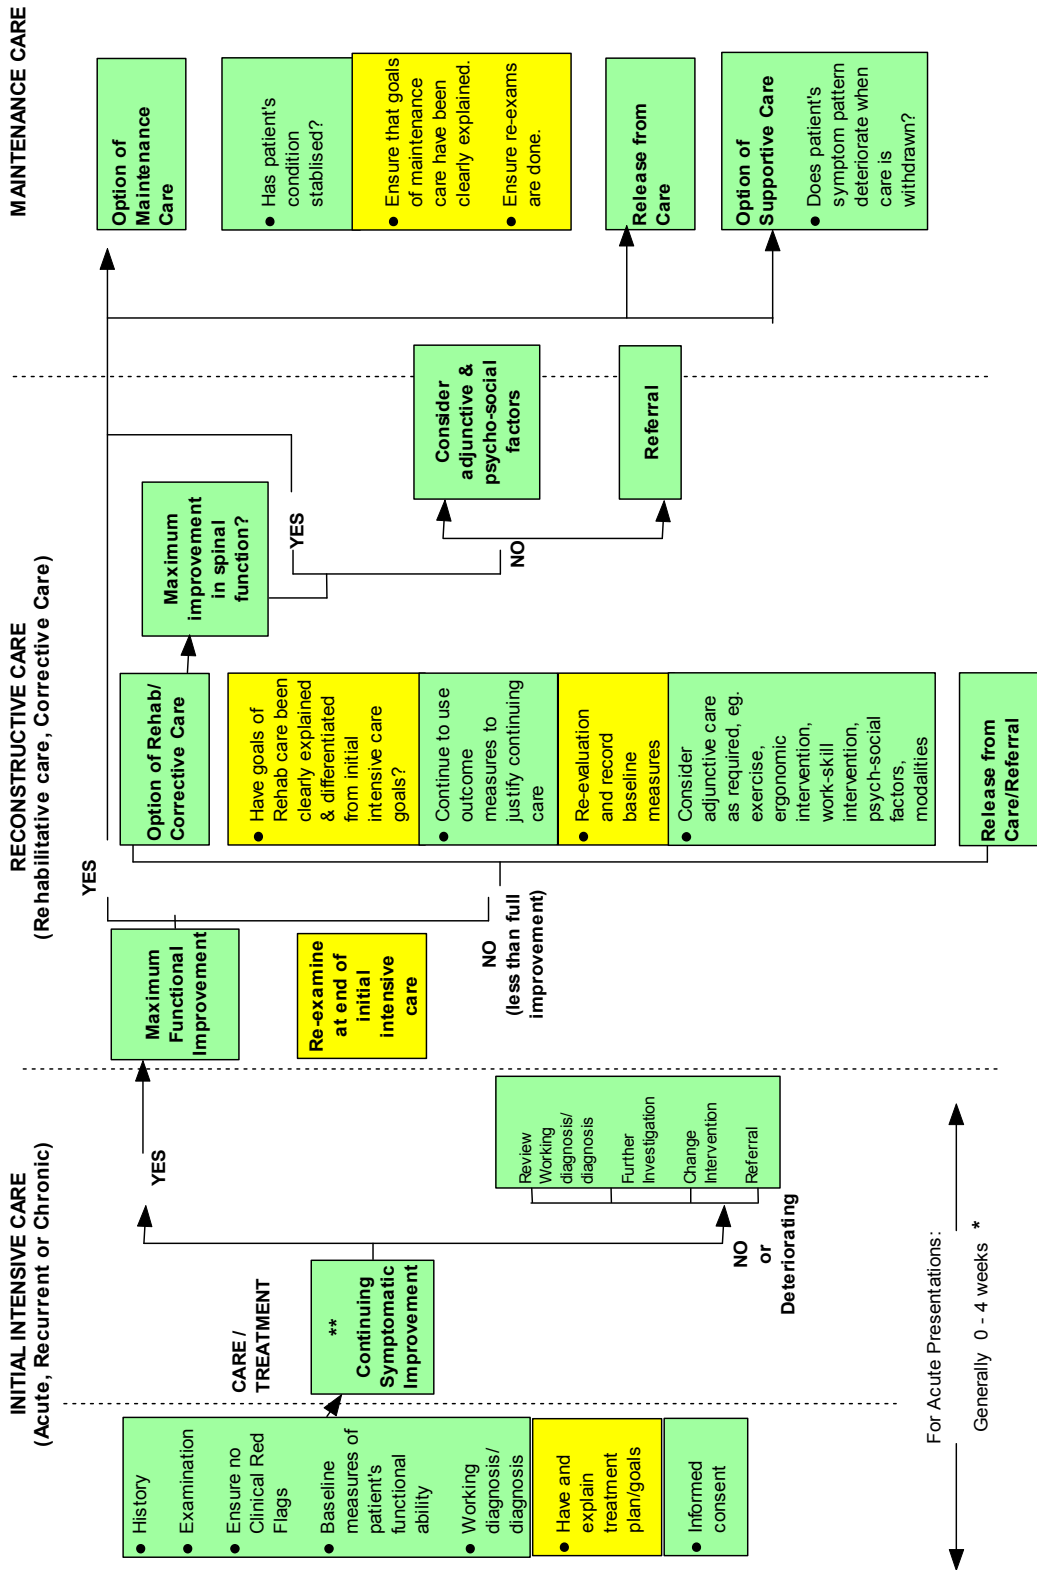 INITIAL INTENSIVE CARE
(Acute, Recurrent or Chronic)
● History
● Examination
● Ensure no
Clinical Red
Flags
● Baseline
measures of
patient's
functional
ability
● Working
diagnosis/
diagnosis
● Have and
explain
treatment
plan/goals
● Informed
consent
CARE /
TREATMENT
**
Continuing
Symptomatic
Improvement
YES
NO
or
Deteriorating
Review
Working
diagnosis/
diagnosis
Further
Investigation
Change
Intervention
Referral
For Acute Presentations:
Generally 0 - 4 weeks *
RECONSTRUCTIVE CARE
(Rehabilitative care, Corrective Care)
Maximum
Functional
Improvement
Re-examine
at end of
initial
intensive
care
YES
NO
(less than full
improvement)
Option of Rehab/
Corrective Care
● Have goals of
Rehab care been
clearly explained
& differentiated
from initial
intensive care
goals?
● Continue to use
outcome
measures to
justify continuing
care
● Re-evaluation
and record
baseline
measures
● Consider
adjunctive care
as required, eg.
exercise,
ergonomic
intervention,
work-skill
intervention,
psych-social
factors,
modalities
Release from
Care/Referral
Maximum
improvement
in spinal
function?
YES
NO
Consider
adjunctive &
psycho-social
factors
Referral
MAINTENANCE CARE
Option of
Maintenance
Care
● Has patient's
condition
stablised?
● Ensure that goals
of maintenance
care have been
clearly explained.
● Ensure re-exams
are done.
Release from
Care
Option of
Supportive Care
● Does patient's
symptom pattern
deteriorate when
care is
withdrawn?